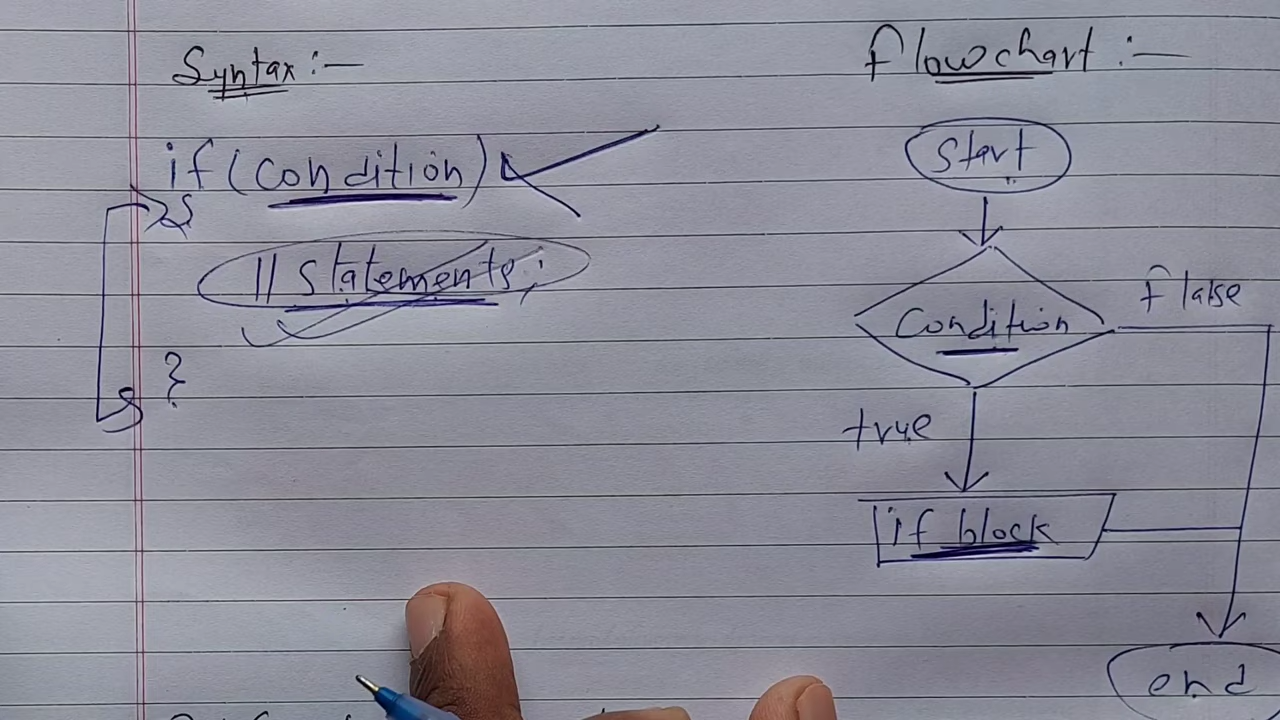 Syntax :-
if (condition)
{
// statements;
}
Flowchart :-
Start
Condition
false
true
if block
end